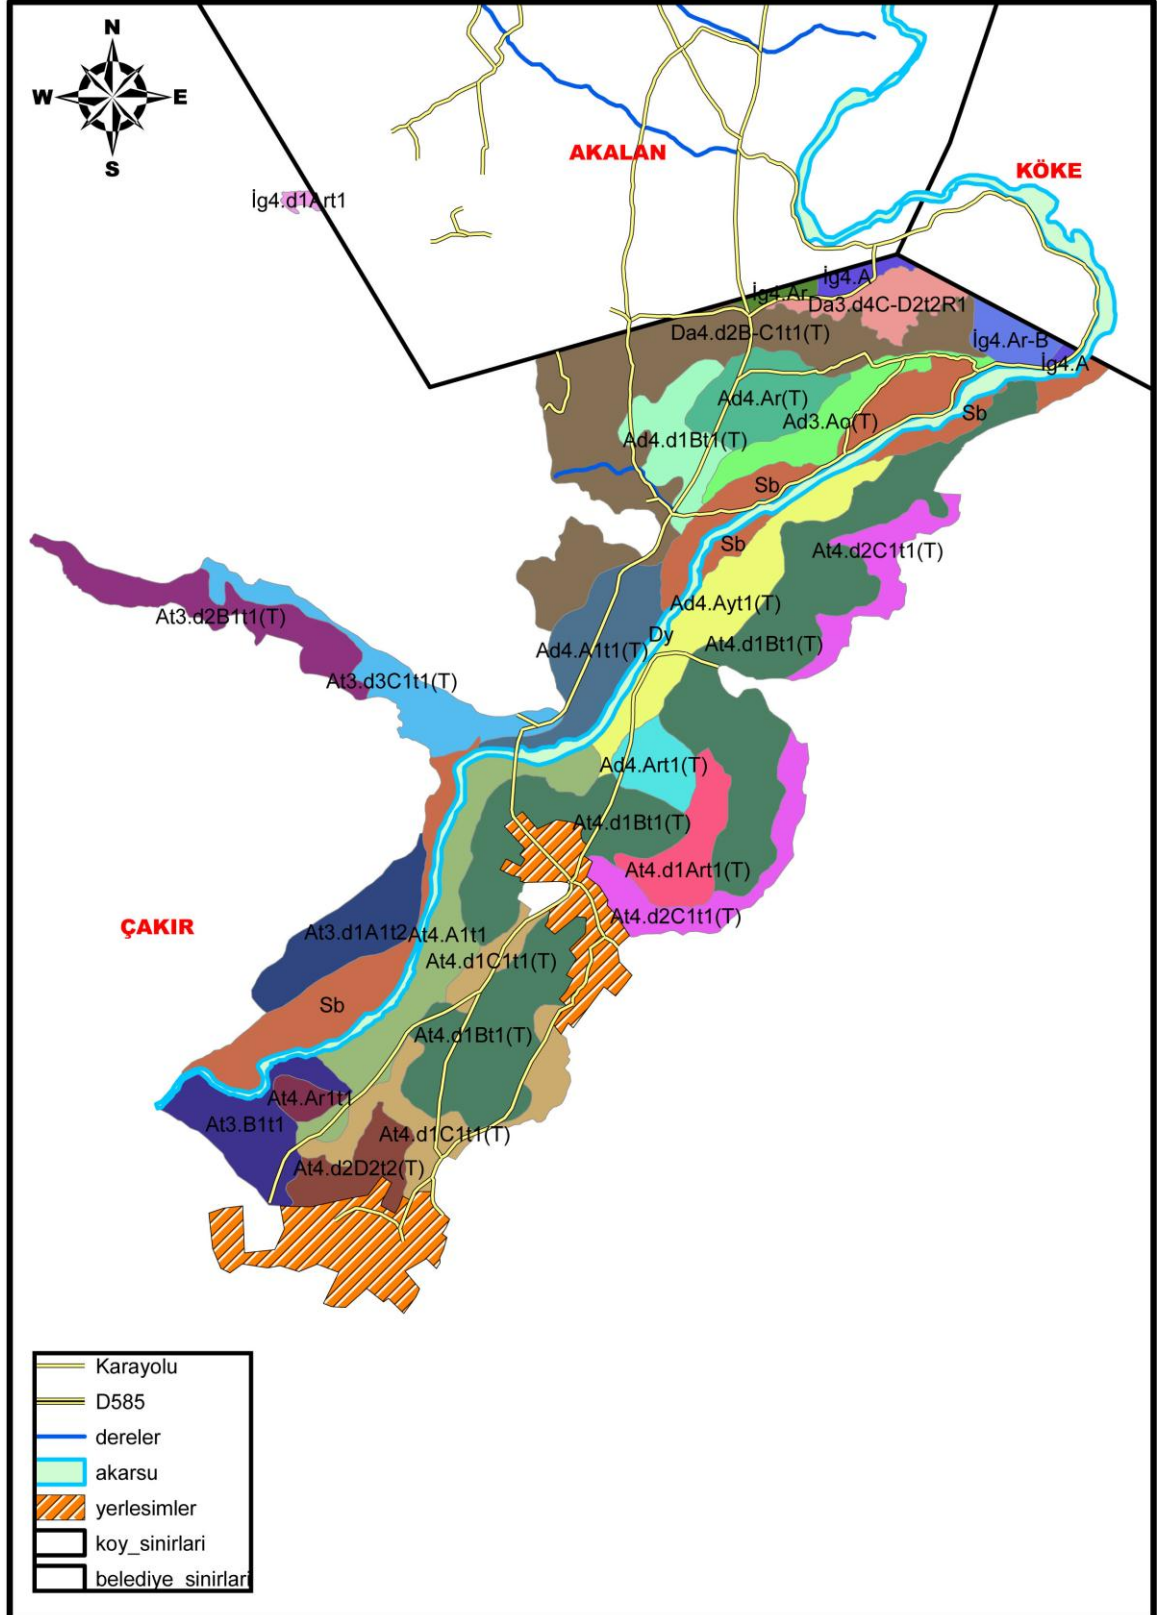 N
W
E
S
AKALAN
KÖKE
İg4.d1Art1
İg4.A
İg4.Ar
Da3.d4C-D2t2R1
Da4.d2B-C1t1(T)
İg4.Ar-B
İg4.A
Ad4.Ar(T)
Sb
Ad3.Ao(T)
Ad4.d1Bt1(T)
Sb
Sb
At4.d2C1t1(T)
Ad4.Ayt1(T)
At3.d2B1t1(T)
Dy
Ad4.A1t1(T)
At4.d1Bt1(T)
At3.d3C1t1(T)
Ad4.Art1(T)
At4.d1Bt1(T)
At4.d1Art1(T)
At4.d2C1t1(T)
ÇAKIR
At3.d1A1t2
At4.A1t1
At4.d1C1t1(T)
Sb
At4.d1Bt1(T)
At4.Ar1t1
At3.B1t1
At4.d1C1t1(T)
At4.d2D2t2(T)
Karayolu
D585
dereler
akarsu
yerlesimler
koy_sinirlari
belediye_sinirlari